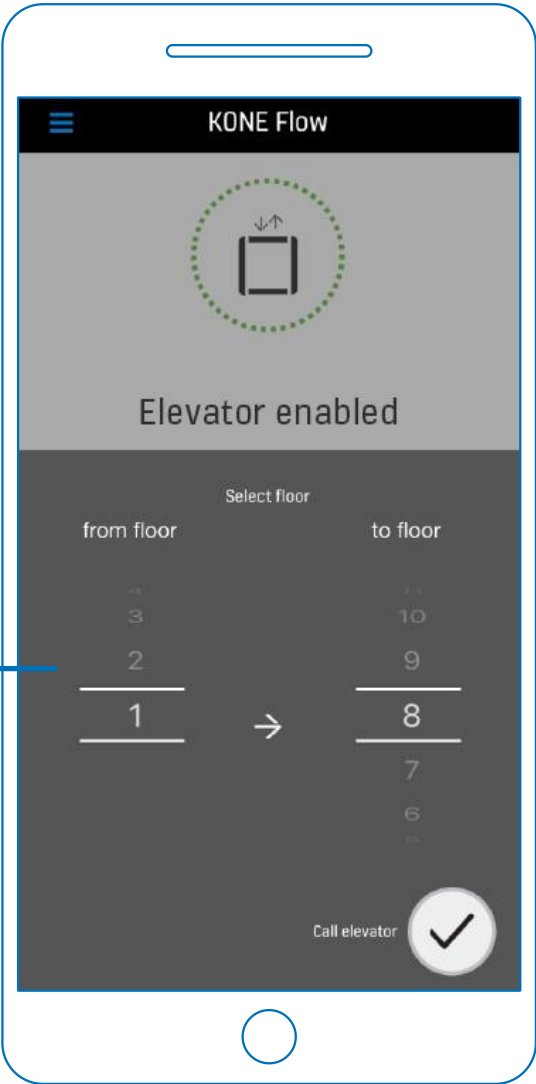 KONE Flow
Elevator enabled
Select floor
from floor to floor
3 10
2 9
1 → 8
7
6
Call elevator